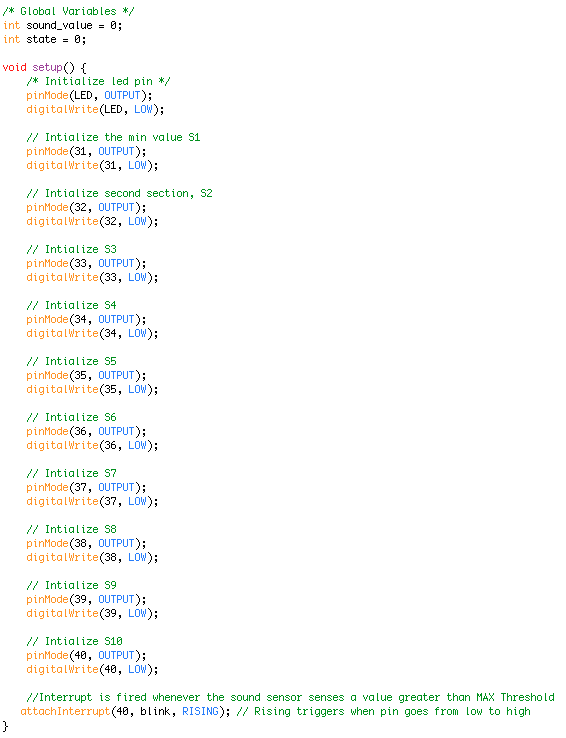 /* Global Variables */
int sound_value = 0;
int state = 0;

void setup() {
    /* Initialize led pin */
    pinMode(LED, OUTPUT);
    digitalWrite(LED, LOW);

    // Intialize the min value S1
    pinMode(31, OUTPUT);
    digitalWrite(31, LOW);

    // Intialize second section, S2
    pinMode(32, OUTPUT);
    digitalWrite(32, LOW);

    // Intialize S3
    pinMode(33, OUTPUT);
    digitalWrite(33, LOW);

    // Intialize S4
    pinMode(34, OUTPUT);
    digitalWrite(34, LOW);

    // Intialize S5
    pinMode(35, OUTPUT);
    digitalWrite(35, LOW);

    // Intialize S6
    pinMode(36, OUTPUT);
    digitalWrite(36, LOW);

    // Intialize S7
    pinMode(37, OUTPUT);
    digitalWrite(37, LOW);

    // Intialize S8
    pinMode(38, OUTPUT);
    digitalWrite(38, LOW);

    // Intialize S9
    pinMode(39, OUTPUT);
    digitalWrite(39, LOW);

    // Intialize S10
    pinMode(40, OUTPUT);
    digitalWrite(40, LOW);

    //Interrupt is fired whenever the sound sensor senses a value greater than MAX Threshold
   attachInterrupt(40, blink, RISING); // Rising triggers when pin goes from low to high
}